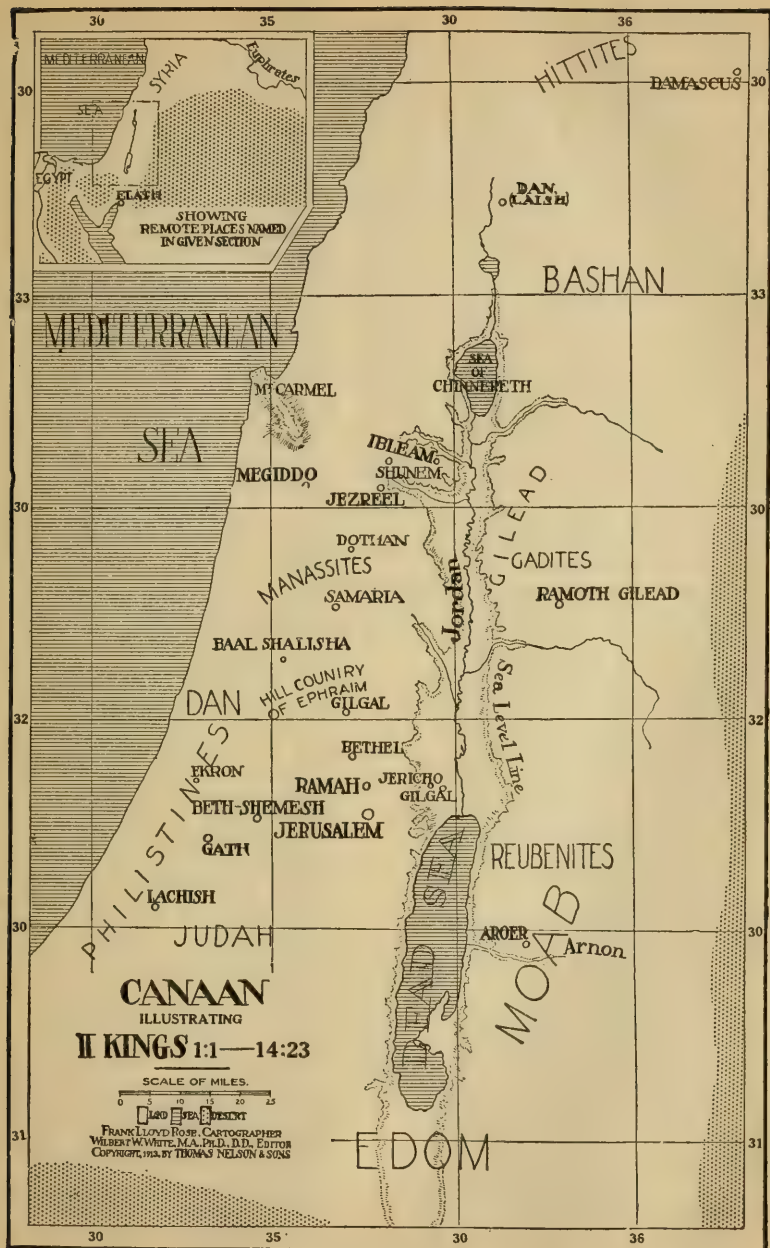 30 35 30 36
MEDITERRANEAN
SYRIA
Euphrates
SEA
EGYPT
ELATH
SHOWING
REMOTE PLACES NAMED
IN GIVEN SECTION
30
HITTITES
DAMASCUS
30
DAN
(LAISH)
BASHAN
33
33
MEDITERRANEAN
SEA
SEA
OF
CHINNERETH
MT CARMEL
IBLEAM
SHUNEM
MEGIDDO
JEZREEL
GILEAD
30
30
DOTHAN
MANASSITES
SAMARIA
Jordan
GADITES
RAMOTH GILEAD
BAAL SHALISHA
HILL COUNTRY
OF EPHRAIM
DAN
GILGAL
32
32
Sea Level Line
BETHEL
EKRON
RAMAH
JERICHO
GILGAL
BETH-SHEMESH
JERUSALEM
GATH
PHILISTINES
DEAD SEA
REUBENITES
LACHISH
30
30
JUDAH
AROER
Arnon
MOAB
CANAAN
ILLUSTRATING
II KINGS 1:1—14:23
SCALE OF MILES.
0 5 10 15 20 25
LAND SEA DESERT
FRANK LLOYD ROSE, CARTOGRAPHER
WILBERT W. WHITE, M.A., PH.D., D.D., EDITOR
COPYRIGHT, 1912, BY THOMAS NELSON & SONS
31
EDOM
31
30 35 30 36